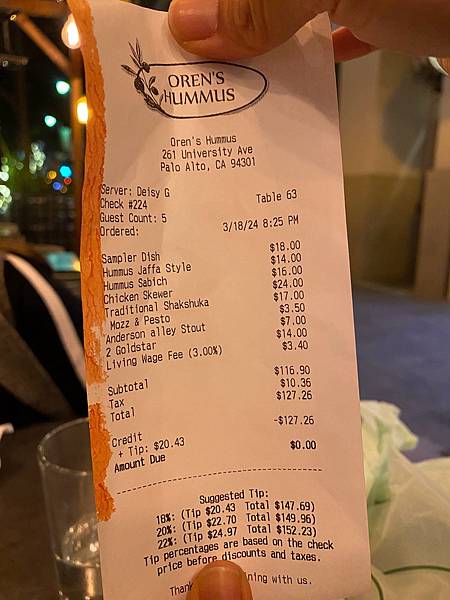 OREN'S
HUMMUS
Oren's Hummus
261 University Ave
Palo Alto, CA 94301
Server: Deisy G
Check #224 Table 63
Guest Count: 5
Ordered: 3/18/24 8:25 PM
Sampler Dish $18.00
Hummus Jaffa Style $14.00
Hummus Sabich $16.00
Chicken Skewer $24.00
Traditional Shakshuka $17.00
Mozz & Pesto $3.50
Anderson alley Stout $7.00
2 Goldstar $14.00
Living Wage Fee (3.00%) $3.40
Subtotal $116.90
Tax $10.36
Total $127.26
Credit -$127.26
+ Tip: $20.43
Amount Due $0.00
Suggested Tip:
18%: (Tip $20.43 Total $147.69)
20%: (Tip $22.70 Total $149.96)
22%: (Tip $24.97 Total $152.23)
Tip percentages are based on the check
price before discounts and taxes.
with us.